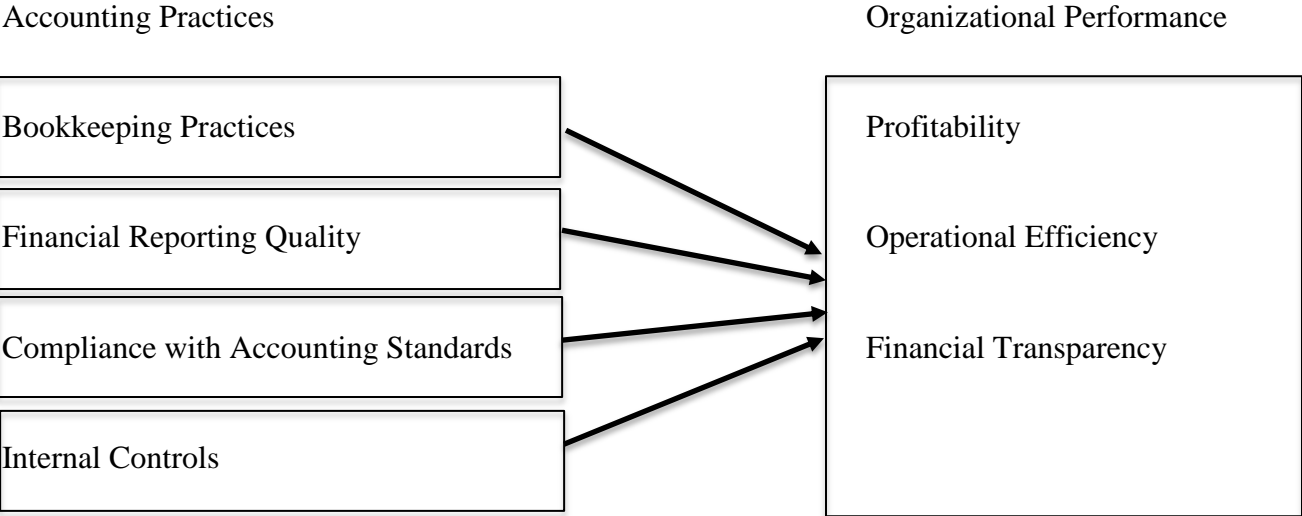 Accounting Practices
Organizational Performance
Bookkeeping Practices
Profitability
Financial Reporting Quality
Operational Efficiency
Compliance with Accounting Standards
Financial Transparency
Internal Controls